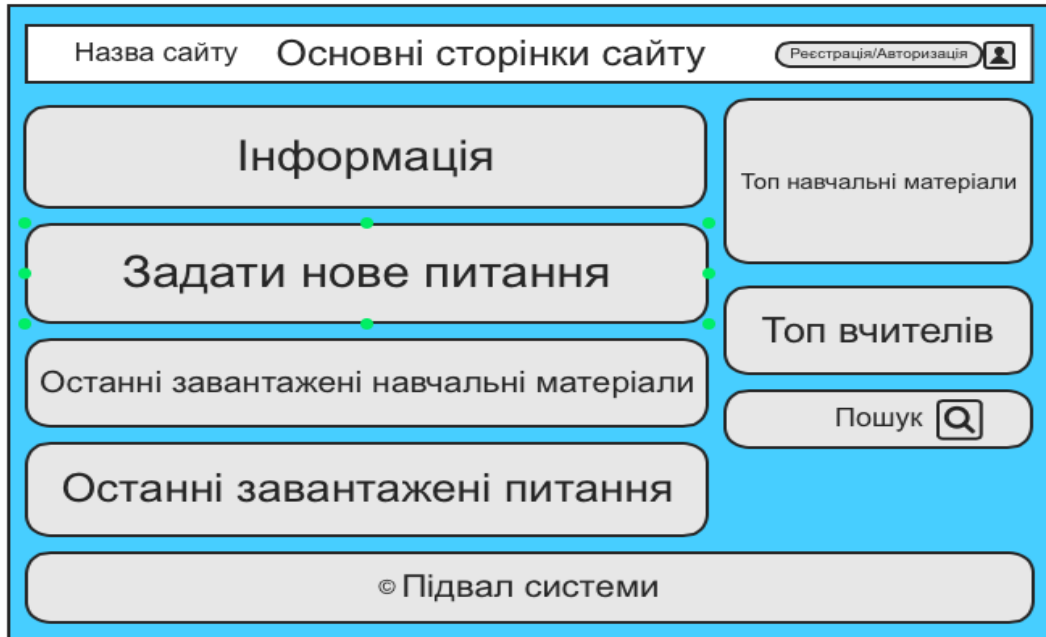 Назва сайту Основні сторінки сайту Реєстрація/Авторизація
Інформація
Задати нове питання
Останні завантажені навчальні матеріали
Останні завантажені питання
Топ навчальні матеріали
Топ вчителів
Пошук
© Підвал системи